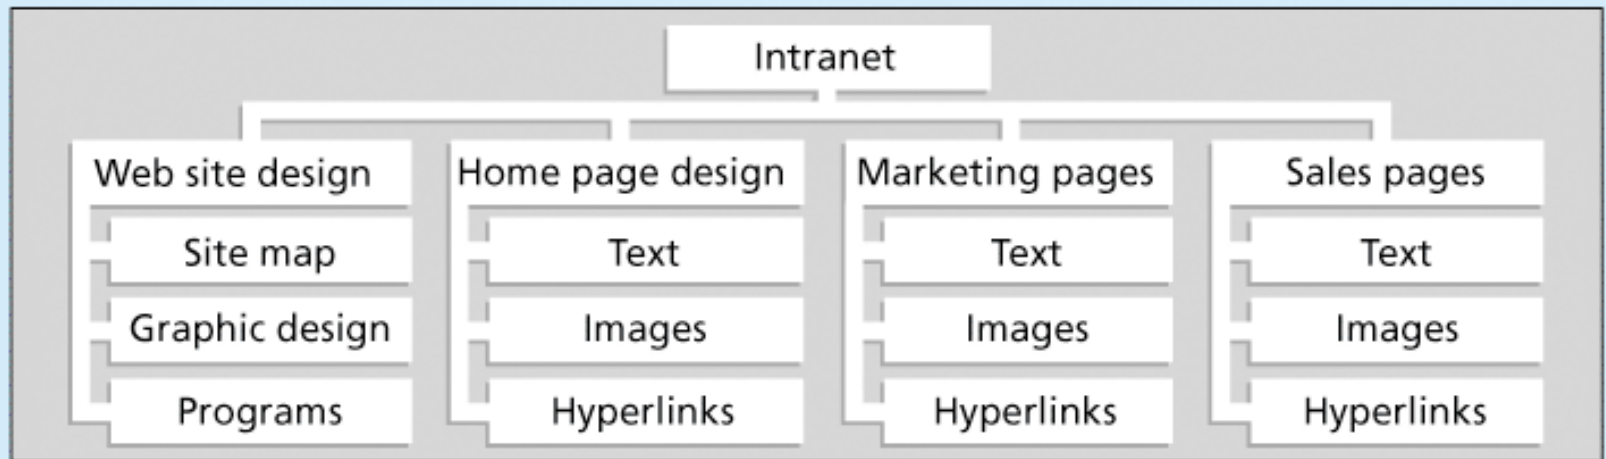 Intranet
Web site design
Site map
Graphic design
Programs
Home page design
Text
Images
Hyperlinks
Marketing pages
Text
Images
Hyperlinks
Sales pages
Text
Images
Hyperlinks